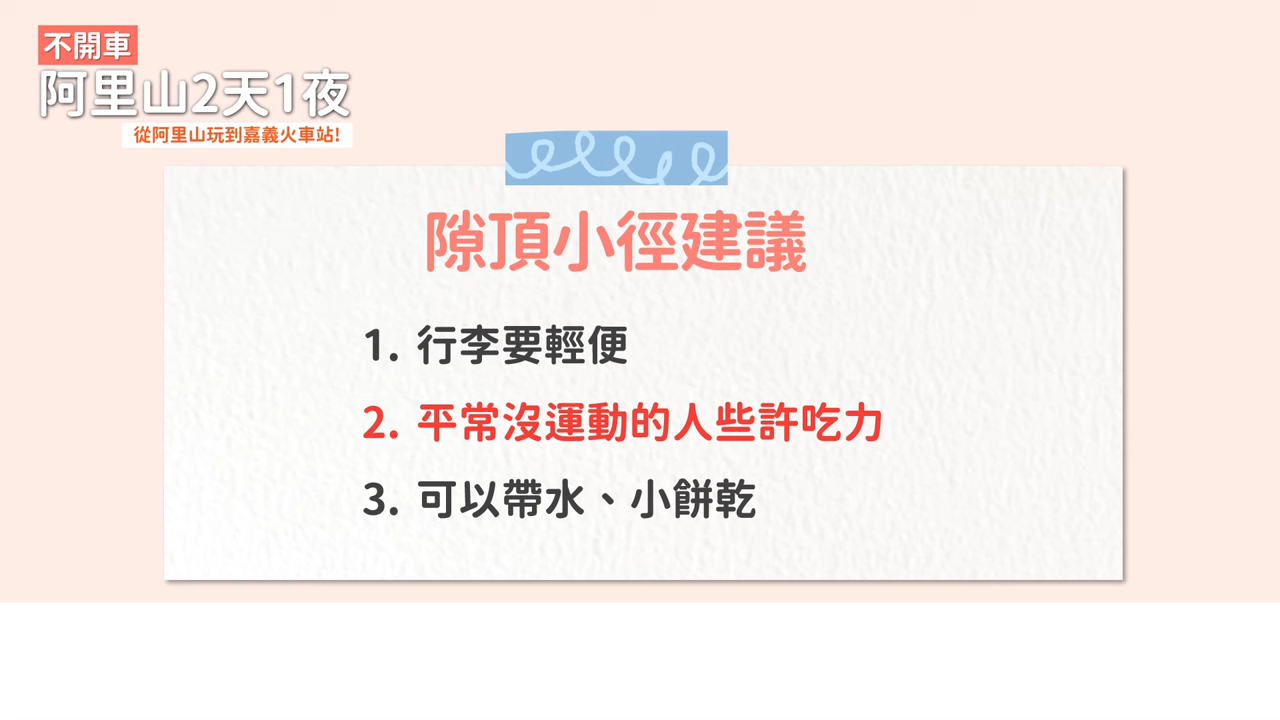 不開車
阿里山2天1夜
從阿里山玩到嘉義火車站!
隙頂小徑建議
1. 行李要輕便
2. 平常沒運動的人些許吃力
3. 可以帶水、小餅乾